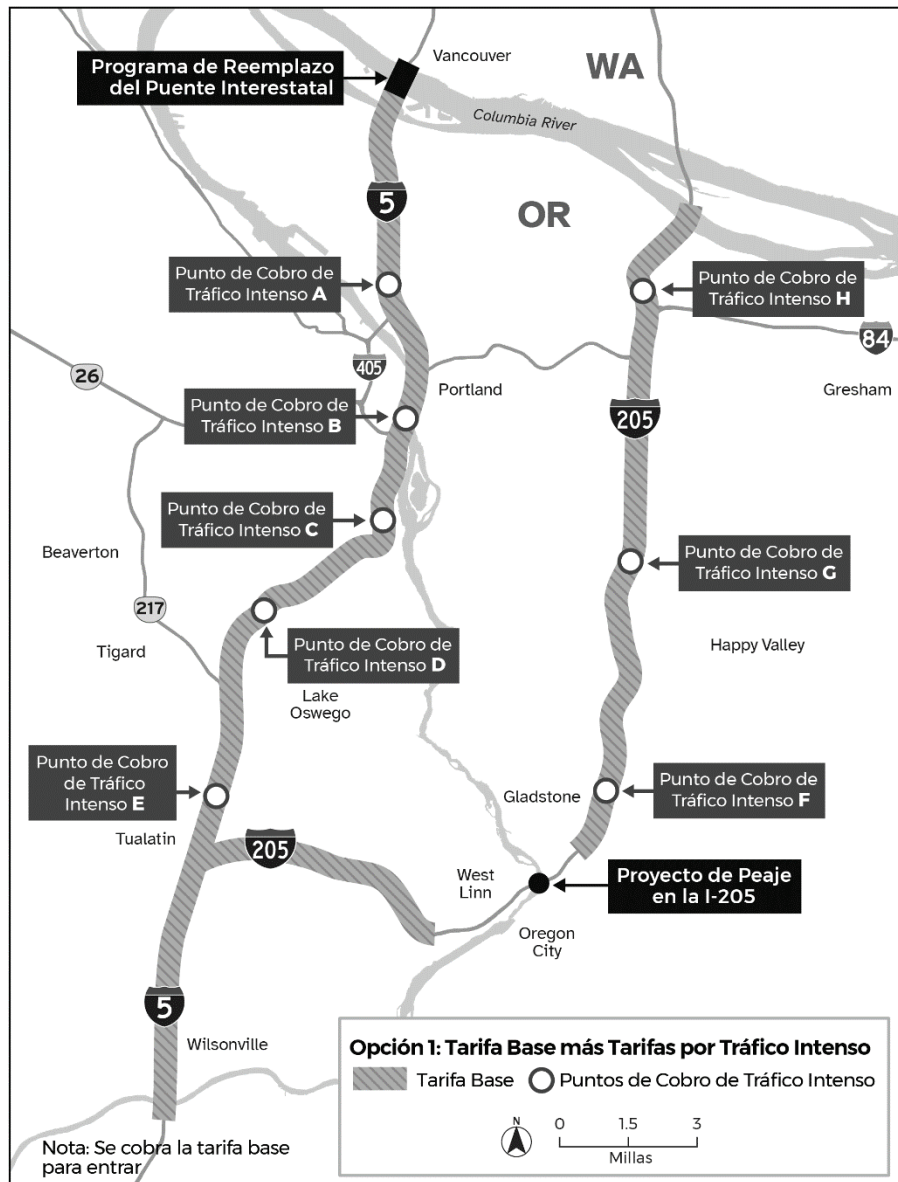 Vancouver
WA
Programa de Reemplazo
del Puente Interestatal
Columbia River
5
OR
Punto de Cobro de
Tráfico Intenso A
Punto de Cobro de
Tráfico Intenso H
84
405
26
Portland
Gresham
Punto de Cobro de
Tráfico Intenso B
205
Punto de Cobro de
Tráfico Intenso C
Beaverton
Punto de Cobro de
Tráfico Intenso G
217
Tigard
Punto de Cobro de
Tráfico Intenso D
Happy Valley
Lake
Oswego
Punto de Cobro
de Tráfico
Intenso E
Gladstone
Punto de Cobro de
Tráfico Intenso F
Tualatin
205
West
Linn
Proyecto de Peaje
en la I-205
Oregon
City
5
Wilsonville
Opción 1: Tarifa Base más Tarifas por Tráfico Intenso
Tarifa Base
Puntos de Cobro de Tráfico Intenso
N
0 1.5 3
Millas
Nota: Se cobra la tarifa base
para entrar